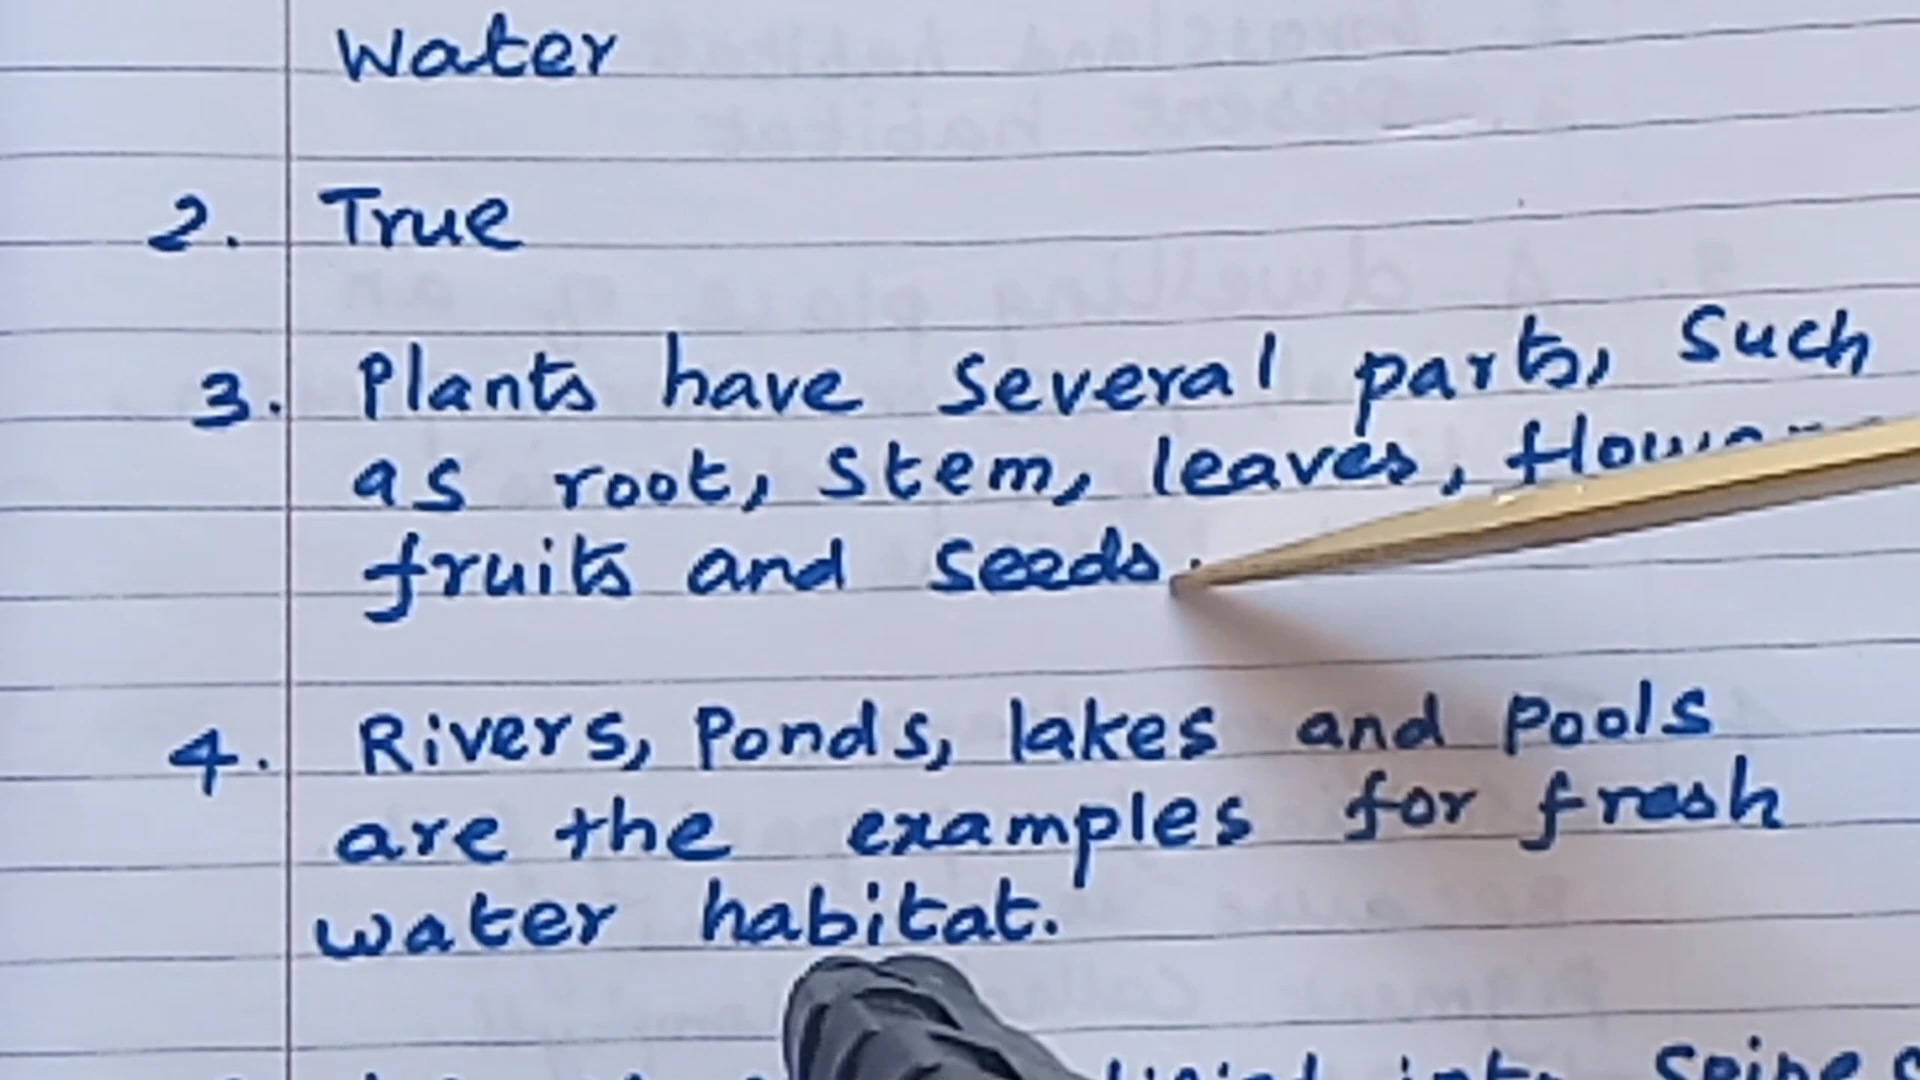 Water
2. True
3. Plants have Several parts, Such
as root, Stem, leaves,
fruits and seeds.
4. Rivers, Ponds, lakes and Pools
are the examples for fresh
water habitat.